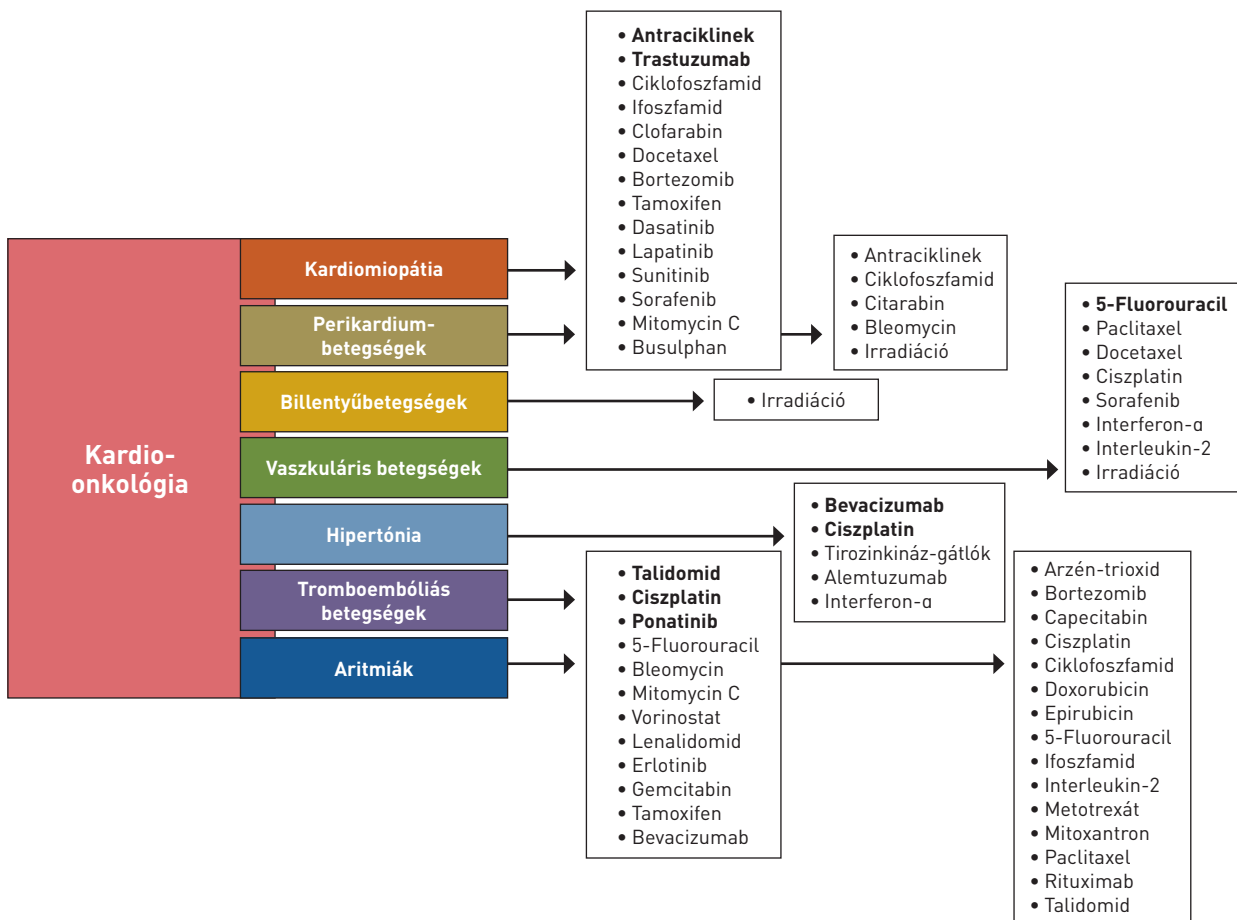 Kardio-
onkológia
Kardiomiopátia
• Antraciklinek
• Trastuzumab
• Ciklofoszfamid
• Ifoszfamid
• Clofarabin
• Docetaxel
• Bortezomib
• Tamoxifen
• Dasatinib
• Lapatinib
• Sunitinib
• Sorafenib
• Mitomycin C
• Busulphan
Perikardium-
betegségek
• Antraciklinek
• Ciklofoszfamid
• Citarabin
• Bleomycin
• Irradiáció
Billentyűbetegségek
• Irradiáció
Vaszkuláris betegségek
• 5-Fluorouracil
• Paclitaxel
• Docetaxel
• Ciszplatin
• Sorafenib
• Interferon-α
• Interleukin-2
• Irradiáció
Hipertónia
• Bevacizumab
• Ciszplatin
• Tirozinkináz-gátlók
• Alemtuzumab
• Interferon-α
Tromboembóliás
betegségek
• Talidomid
• Ciszplatin
• Ponatinib
• 5-Fluorouracil
• Bleomycin
• Mitomycin C
• Vorinostat
• Lenalidomid
• Erlotinib
• Gemcitabin
• Tamoxifen
• Bevacizumab
Aritmiák
• Arzén-trioxid
• Bortezomib
• Capecitabin
• Ciszplatin
• Ciklofoszfamid
• Doxorubicin
• Epirubicin
• 5-Fluorouracil
• Ifoszfamid
• Interleukin-2
• Metotrexát
• Mitoxantron
• Paclitaxel
• Rituximab
• Talidomid